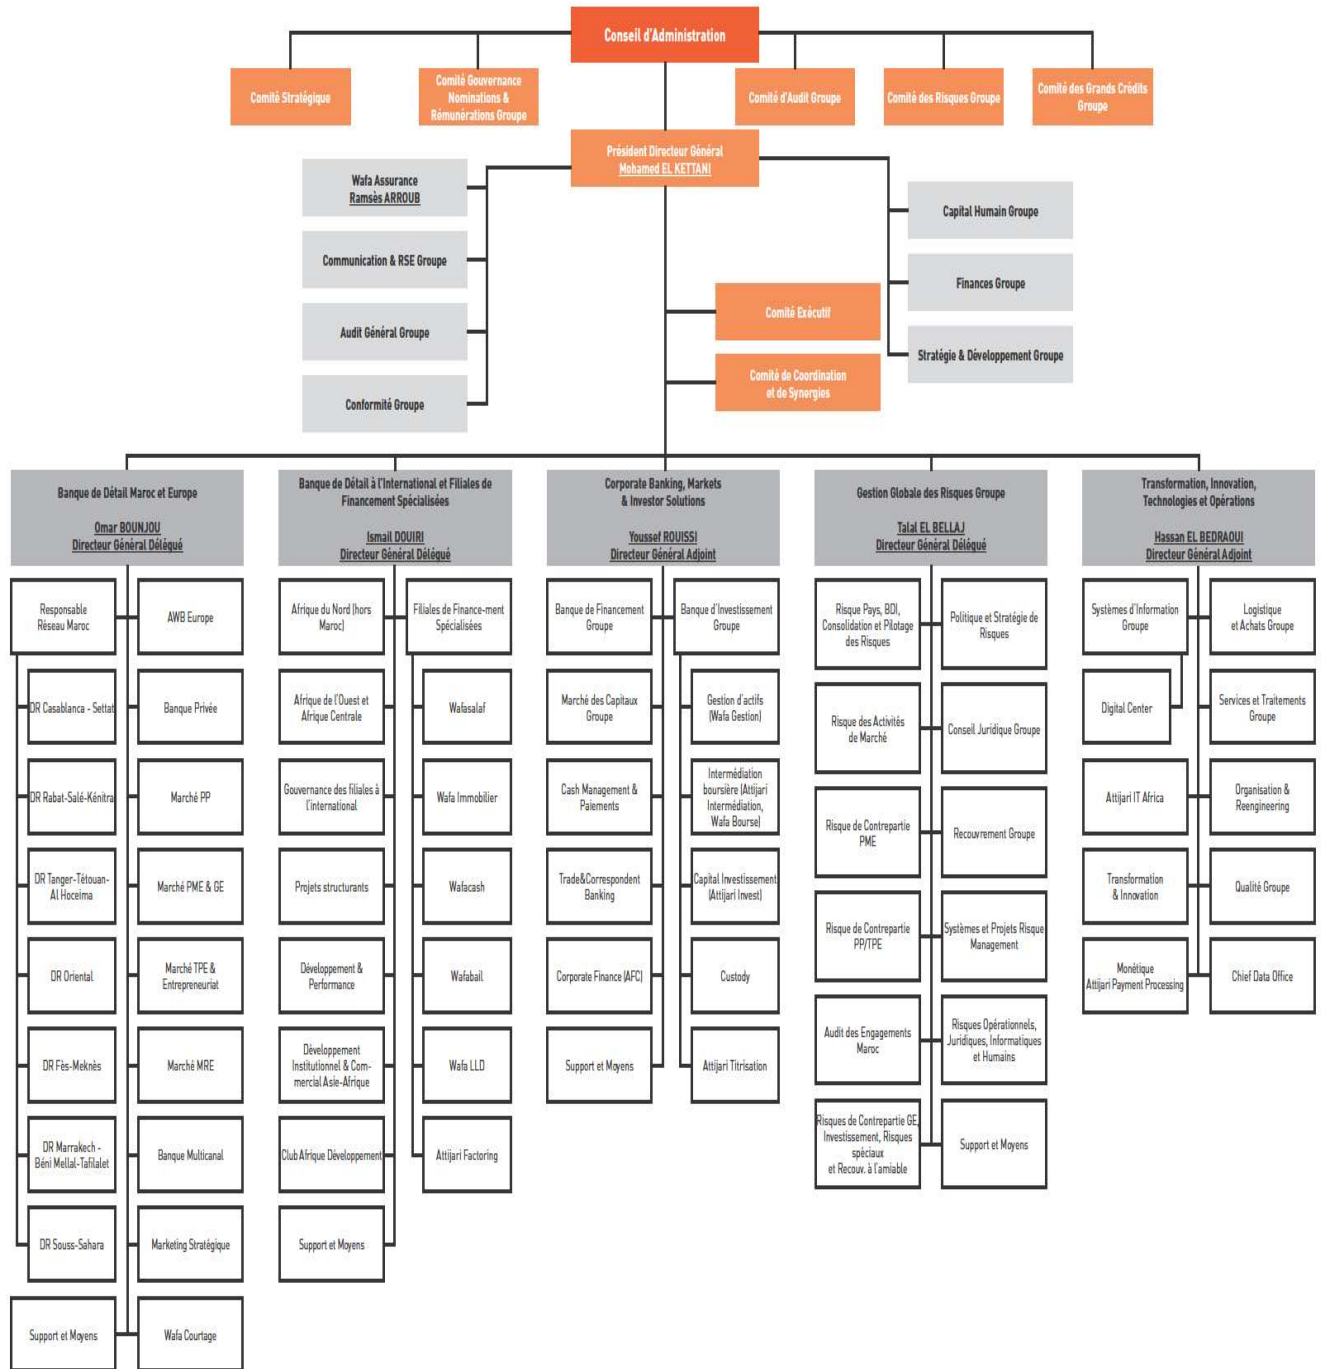 Conseil d'Administration
Comité Stratégique
Comité Gouvernance
Nominations &
Rémunérations Groupe
Comité d'Audit Groupe
Comité des Risques Groupe
Comité des Grands Crédits
Groupe
Président Directeur Général
Mohamed EL KETTANI
Wafa Assurance
Ramsès ARROUB
Communication & RSE Groupe
Audit Général Groupe
Conformité Groupe
Capital Humain Groupe
Finances Groupe
Stratégie & Développement Groupe
Comité Exécutif
Comité de Coordination
et de Synergies
Banque de Détail Maroc et Europe
Omar BOUNJOU
Directeur Général Délégué
Responsable
Réseau Maroc
DR Casablanca - Settat
DR Rabat-Salé-Kénitra
DR Tanger-Tétouan-
Al Hoceima
DR Oriental
DR Fès-Meknès
DR Marrakech -
Béni Mellal-Tafilalet
DR Souss-Sahara
Support et Moyens
AWB Europe
Banque Privée
Marché PP
Marché PME & GE
Marché TPE &
Entrepreneuriat
Marché MRE
Banque Multicanal
Marketing Stratégique
Wafa Courtage
Banque de Détail à l'International et Filiales de
Financement Spécialisées
Ismail DOUIRI
Directeur Général Délégué
Afrique du Nord (hors
Maroc)
Afrique de l'Ouest et
Afrique Centrale
Gouvernance des filiales à
l'international
Projets structurants
Développement &
Performance
Développement
Institutionnel & Com-
mercial Asie-Afrique
Club Afrique Développement
Support et Moyens
Filiales de Finance-ment
Spécialisées
Wafasalaf
Wafa Immobilier
Wafacash
Wafabail
Wafa LLD
Attijari Factoring
Corporate Banking, Markets
& Investor Solutions
Youssef ROUISSI
Directeur Général Adjoint
Banque de Financement
Groupe
Marché des Capitaux
Groupe
Cash Management &
Paiements
Trade&Correspondent
Banking
Corporate Finance (AFC)
Support et Moyens
Banque d'Investissement
Groupe
Gestion d'actifs
(Wafa Gestion)
Intermédiation
boursière (Attijari
Intermédiation,
Wafa Bourse)
Capital Investissement
(Attijari Invest)
Custody
Attijari Titrisation
Gestion Globale des Risques Groupe
Talal EL BELLAJ
Directeur Général Délégué
Risque Pays, BDI,
Consolidation et Pilotage
des Risques
Risque des Activités
de Marché
Risque de Contrepartie
PME
Risque de Contrepartie
PP/TPE
Audit des Engagements
Maroc
Risques de Contrepartie GE,
Investissement, Risques
spéciaux
et Recouv. à l'amiable
Politique et Stratégie de
Risques
Conseil Juridique Groupe
Recouvrement Groupe
Systèmes et Projets Risque
Management
Risques Opérationnels,
Juridiques, Informatiques
et Humains
Support et Moyens
Transformation, Innovation,
Technologies et Opérations
Hassan EL BEDRAOUI
Directeur Général Adjoint
Systèmes d'Information
Groupe
Digital Center
Attijari IT Africa
Transformation
& Innovation
Monétique
Attijari Payment Processing
Logistique
et Achats Groupe
Services et Traitements
Groupe
Organisation &
Reengineering
Qualité Groupe
Chief Data Office